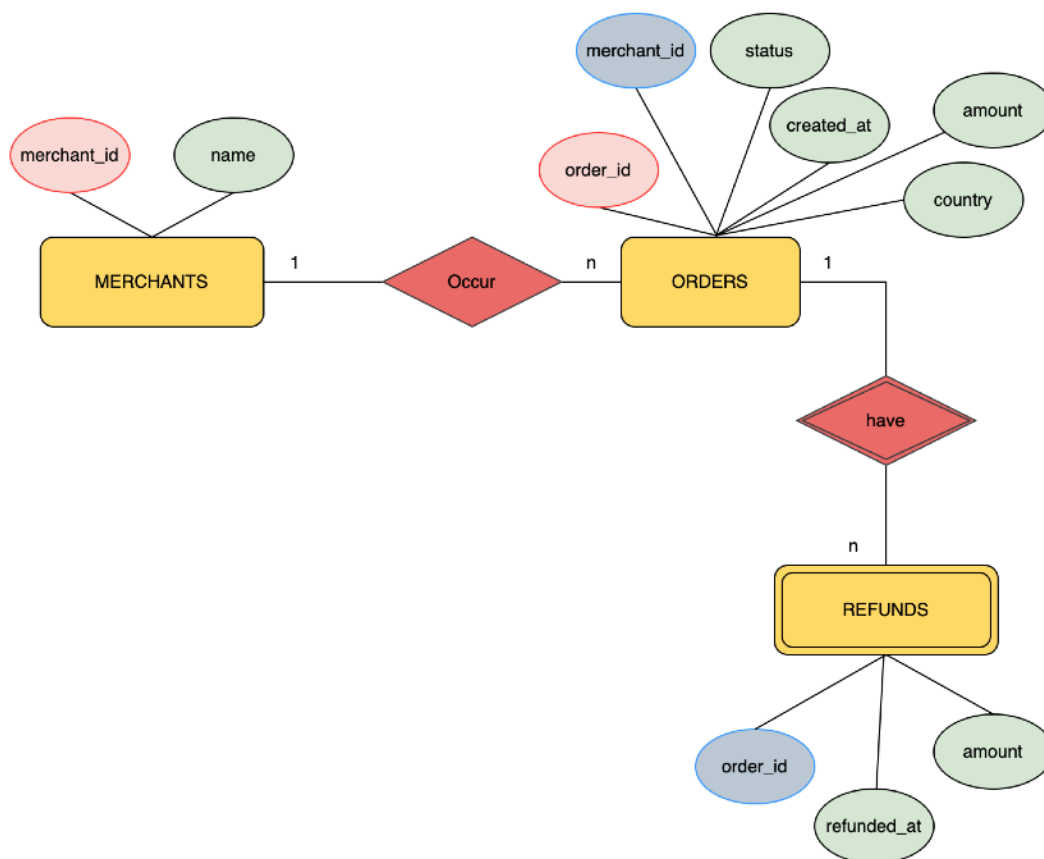 merchant_id
status
created_at
amount
merchant_id
name
order_id
country
MERCHANTS
1
Occur
n
ORDERS
1
have
n
REFUNDS
order_id
refunded_at
amount